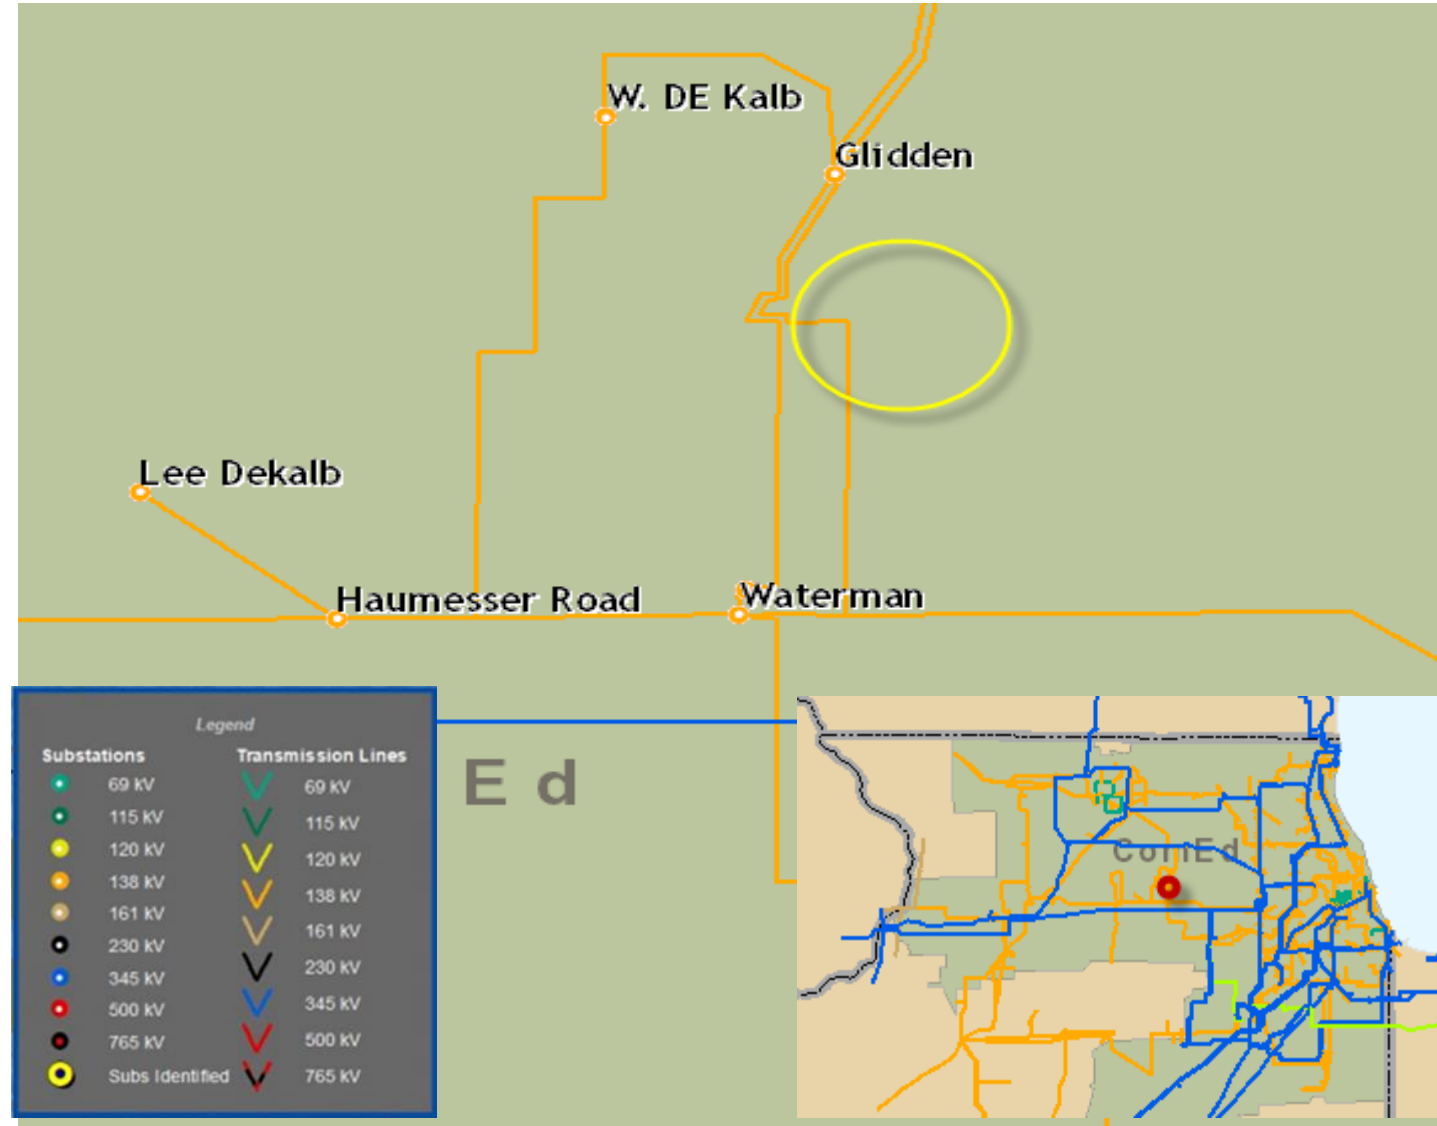 W. DE Kalb
Glidden
Lee Dekalb
Haumesser Road
Waterman
E d
Legend
Substations Transmission Lines
69 kV 69 kV
115 kV 115 kV
120 kV 120 kV
138 kV 138 kV
161 kV 161 kV
230 kV 230 kV
345 kV 345 kV
500 kV 500 kV
765 kV 765 kV
Subs Identified
ComEd